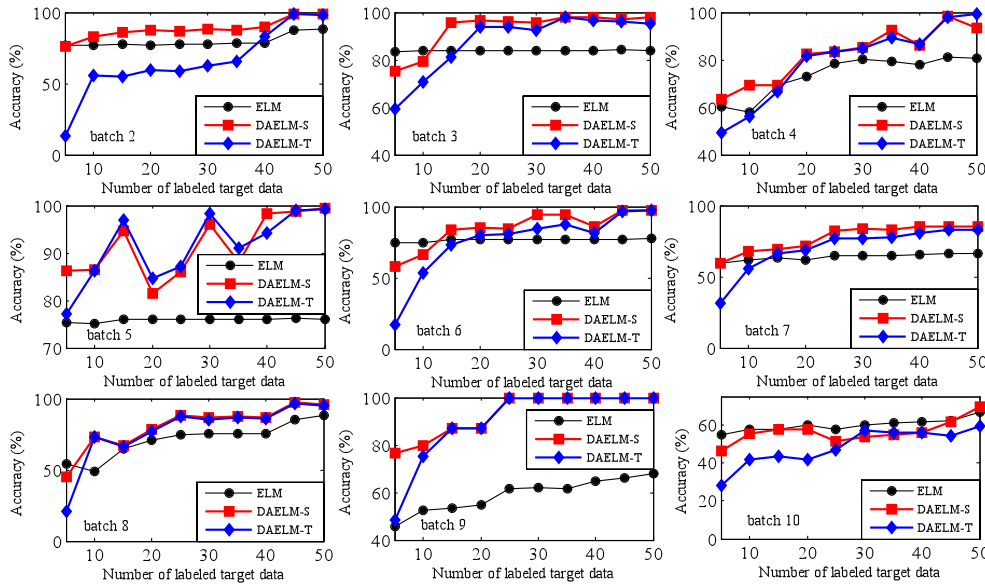 Accuracy (%)
100
50
0
10 20 30 40 50
Number of labeled target data
batch 2
ELM
DAELM-S
DAELM-T
Accuracy (%)
100
80
60
40
10 20 30 40 50
Number of labeled target data
batch 3
ELM
DAELM-S
DAELM-T
Accuracy (%)
100
80
60
40
10 20 30 40 50
Number of labeled target data
batch 4
ELM
DAELM-S
DAELM-T
Accuracy (%)
100
90
80
70
10 20 30 40 50
Number of labeled target data
batch 5
ELM
DAELM-S
DAELM-T
Accuracy (%)
100
50
0
10 20 30 40 50
Number of labeled target data
batch 6
ELM
DAELM-S
DAELM-T
Accuracy (%)
100
50
0
10 20 30 40 50
Number of labeled target data
batch 7
ELM
DAELM-S
DAELM-T
Accuracy (%)
100
50
0
10 20 30 40 50
Number of labeled target data
batch 8
ELM
DAELM-S
DAELM-T
Accuracy (%)
100
80
60
40
10 20 30 40 50
Number of labeled target data
batch 9
ELM
DAELM-S
DAELM-T
Accuracy (%)
60
40
20
0
10 20 30 40 50
Number of labeled target data
batch 10
ELM
DAELM-S
DAELM-T